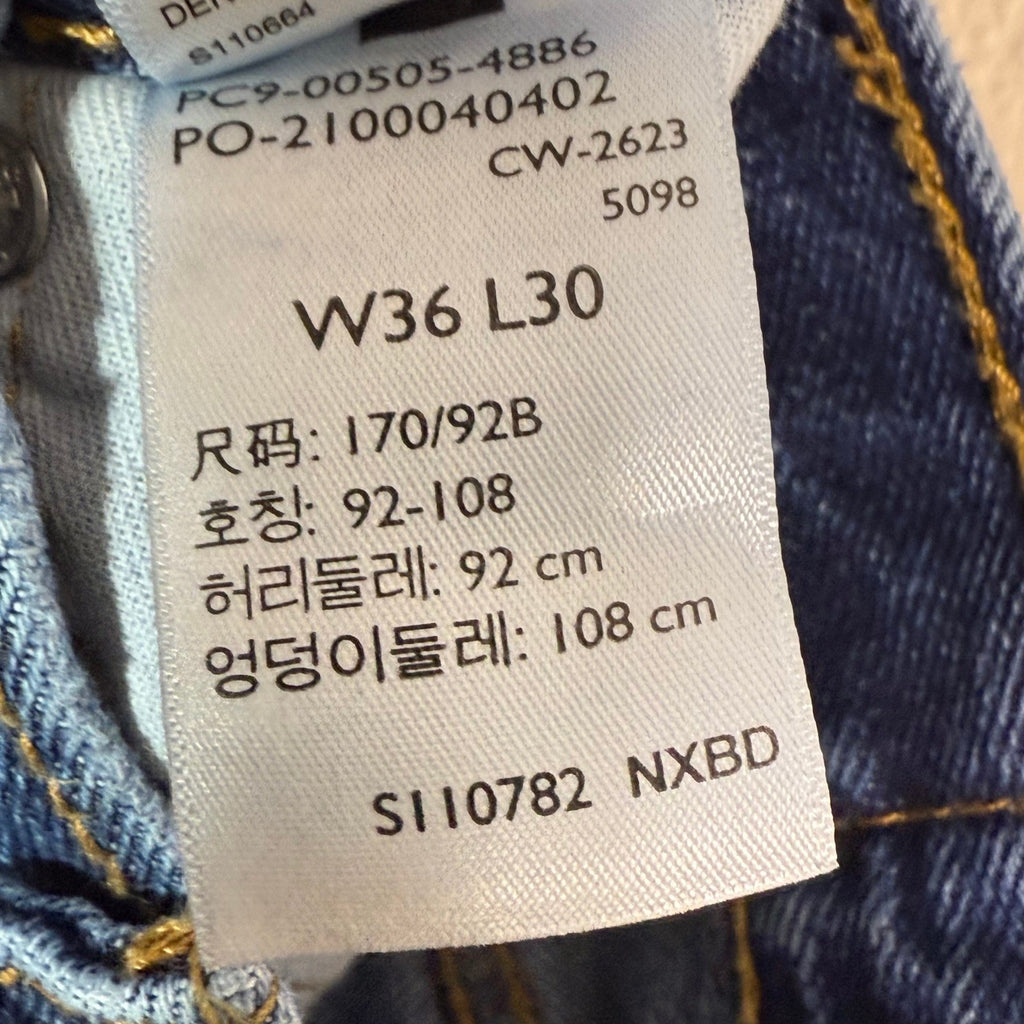 S110664
PC9-00505-4886
PO-2100040402
CW-2623
5098
W36 L30
尺码: 170/92B
호칭: 92-108
허리둘레: 92 cm
엉덩이둘레: 108 cm
S110782 NXBD